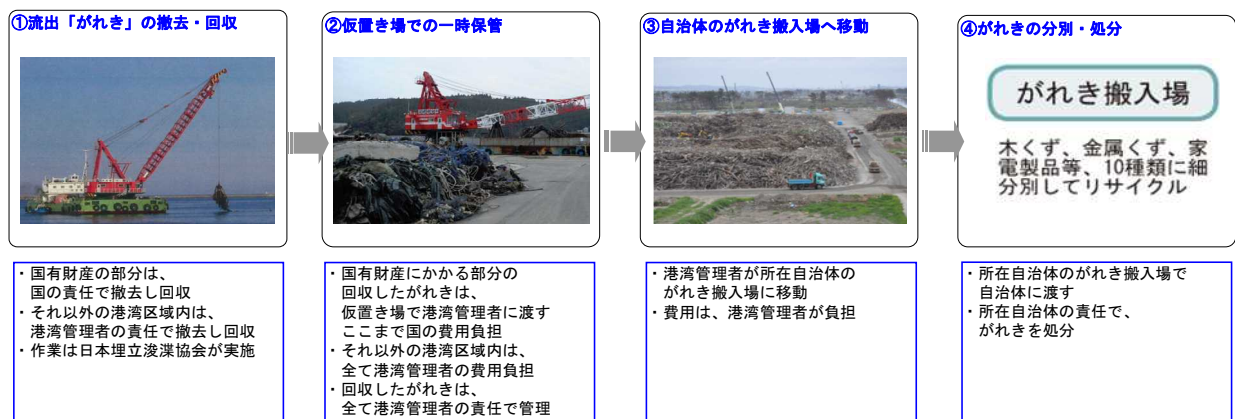 ①流出「がれき」の撤去・回収
②仮置き場での一時保管
③自治体のがれき搬入場へ移動
④がれきの分別・処分
がれき搬入場
木くず、金属くず、家
電製品等、10種類に細
分別してリサイクル
・国有財産の部分は、
国の責任で撤去し回収
・それ以外の港湾区域内は、
港湾管理者の責任で撤去し回収
・作業は日本埋立浚渫協会が実施
・国有財産にかかる部分の
回収したがれきは、
仮置き場で港湾管理者に渡す
ここまで国の費用負担
・それ以外の港湾区域内は、
全て港湾管理者の費用負担
・回収したがれきは、
全て港湾管理者の責任で管理
・港湾管理者が所在自治体の
がれき搬入場に移動
・費用は、港湾管理者が負担
・所在自治体のがれき搬入場で
自治体に渡す
・所在自治体の責任で、
がれきを処分